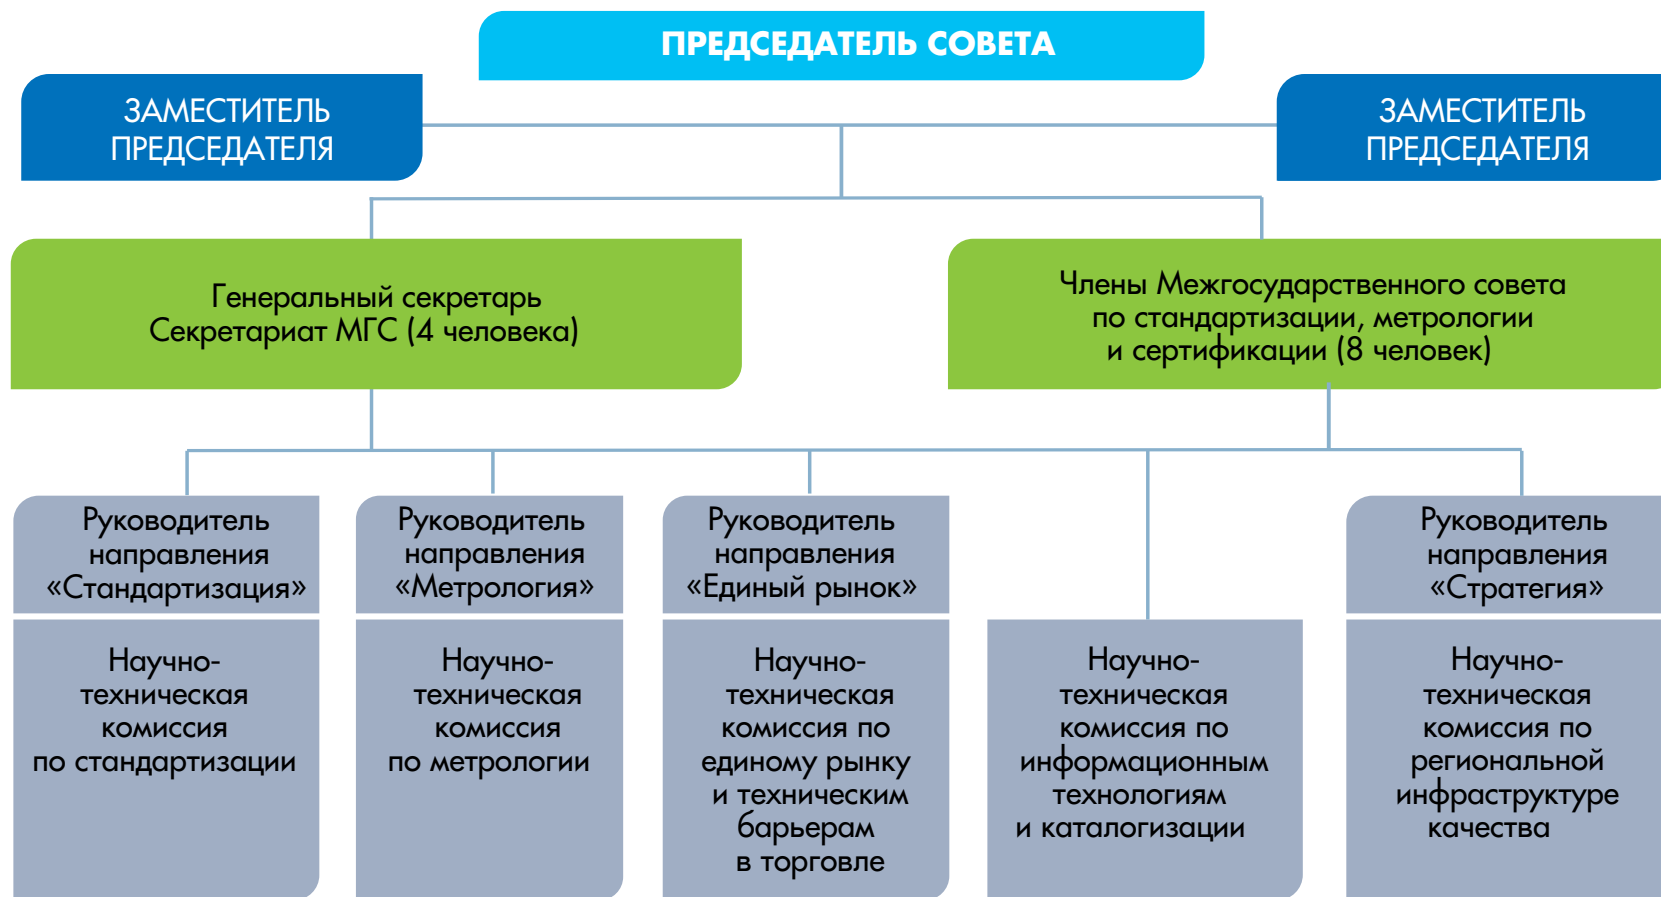 ПРЕДСЕДАТЕЛЬ СОВЕТА
ЗАМЕСТИТЕЛЬ
ПРЕДСЕДАТЕЛЯ
ЗАМЕСТИТЕЛЬ
ПРЕДСЕДАТЕЛЯ
Генеральный секретарь
Секретариат МГС (4 человека)
Члены Межгосударственного совета
по стандартизации, метрологии
и сертификации (8 человек)
Руководитель
направления
«Стандартизация»
Руководитель
направления
«Метрология»
Руководитель
направления
«Единый рынок»
Руководитель
направления
«Стратегия»
Научно-
техническая
комиссия
по стандартизации
Научно-
техническая
комиссия
по метрологии
Научно-
техническая
комиссия по
единому рынку
и техническим
барьерам
в торговле
Научно-
техническая
комиссия по
информационным
технологиям
и каталогизации
Научно-
техническая
комиссия по
региональной
инфраструктуре
качества